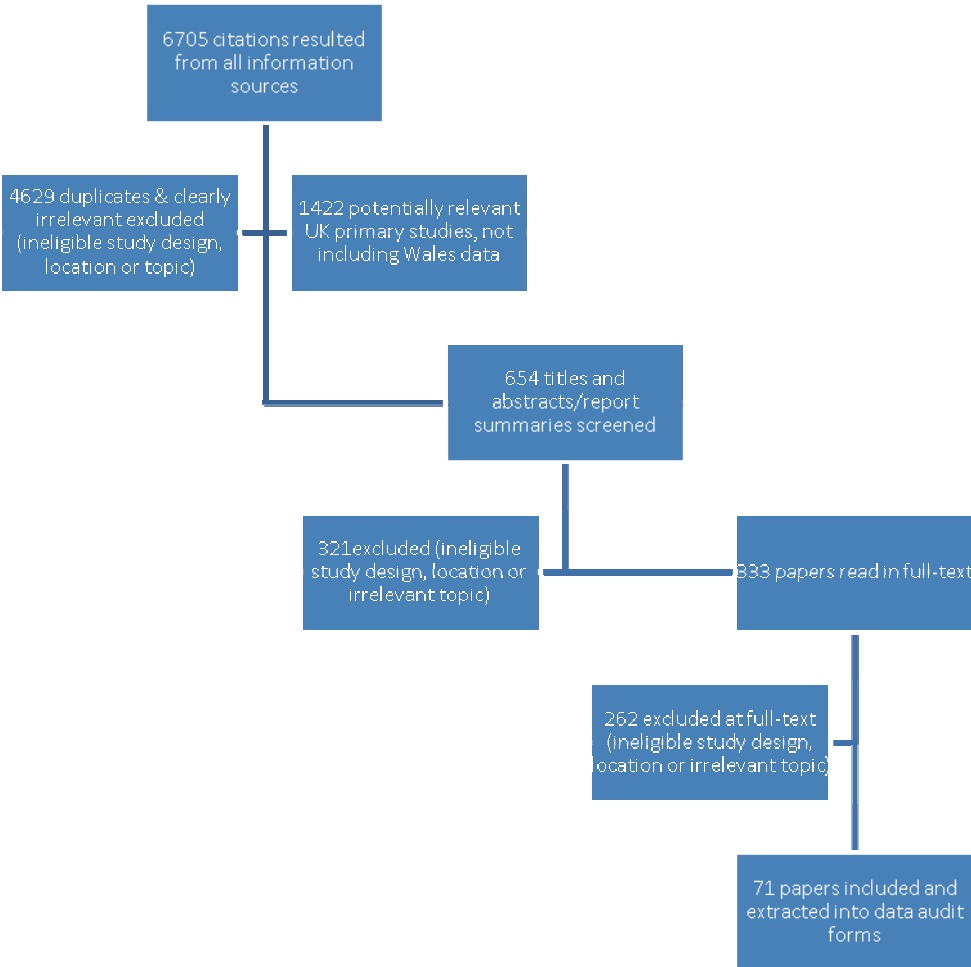 6705 citations resulted
from all information
sources
4629 duplicates & clearly
irrelevant excluded
(ineligible study design,
location or topic)
1422 potentially relevant
UK primary studies, not
including Wales data
654 titles and
abstracts/report
summaries screened
321excluded (ineligible
study design, location or
irrelevant topic)
333 papers read in full-text
262 excluded at full-text
(ineligible study design,
location or irrelevant topic)
71 papers included and
extracted into data audit
forms